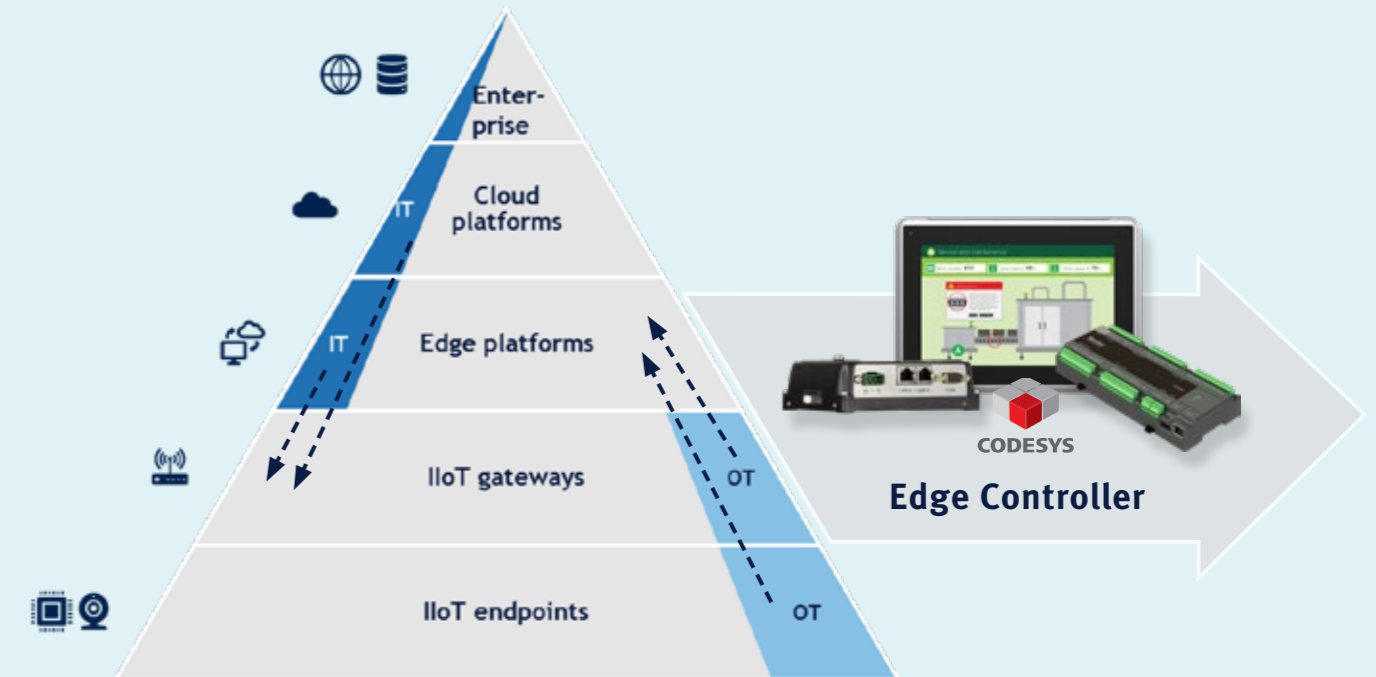 Enter-
prise
IT
Cloud
platforms
IT
Edge platforms
IIoT gateways
OT
IIoT endpoints
OT
CODESYS
Edge Controller